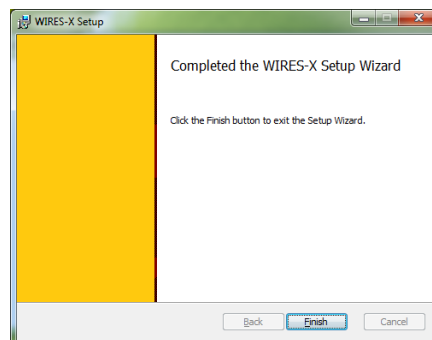 WIRES-X Setup
Completed the WIRES-X Setup Wizard
Click the Finish button to exit the Setup Wizard.
Back Finish Cancel